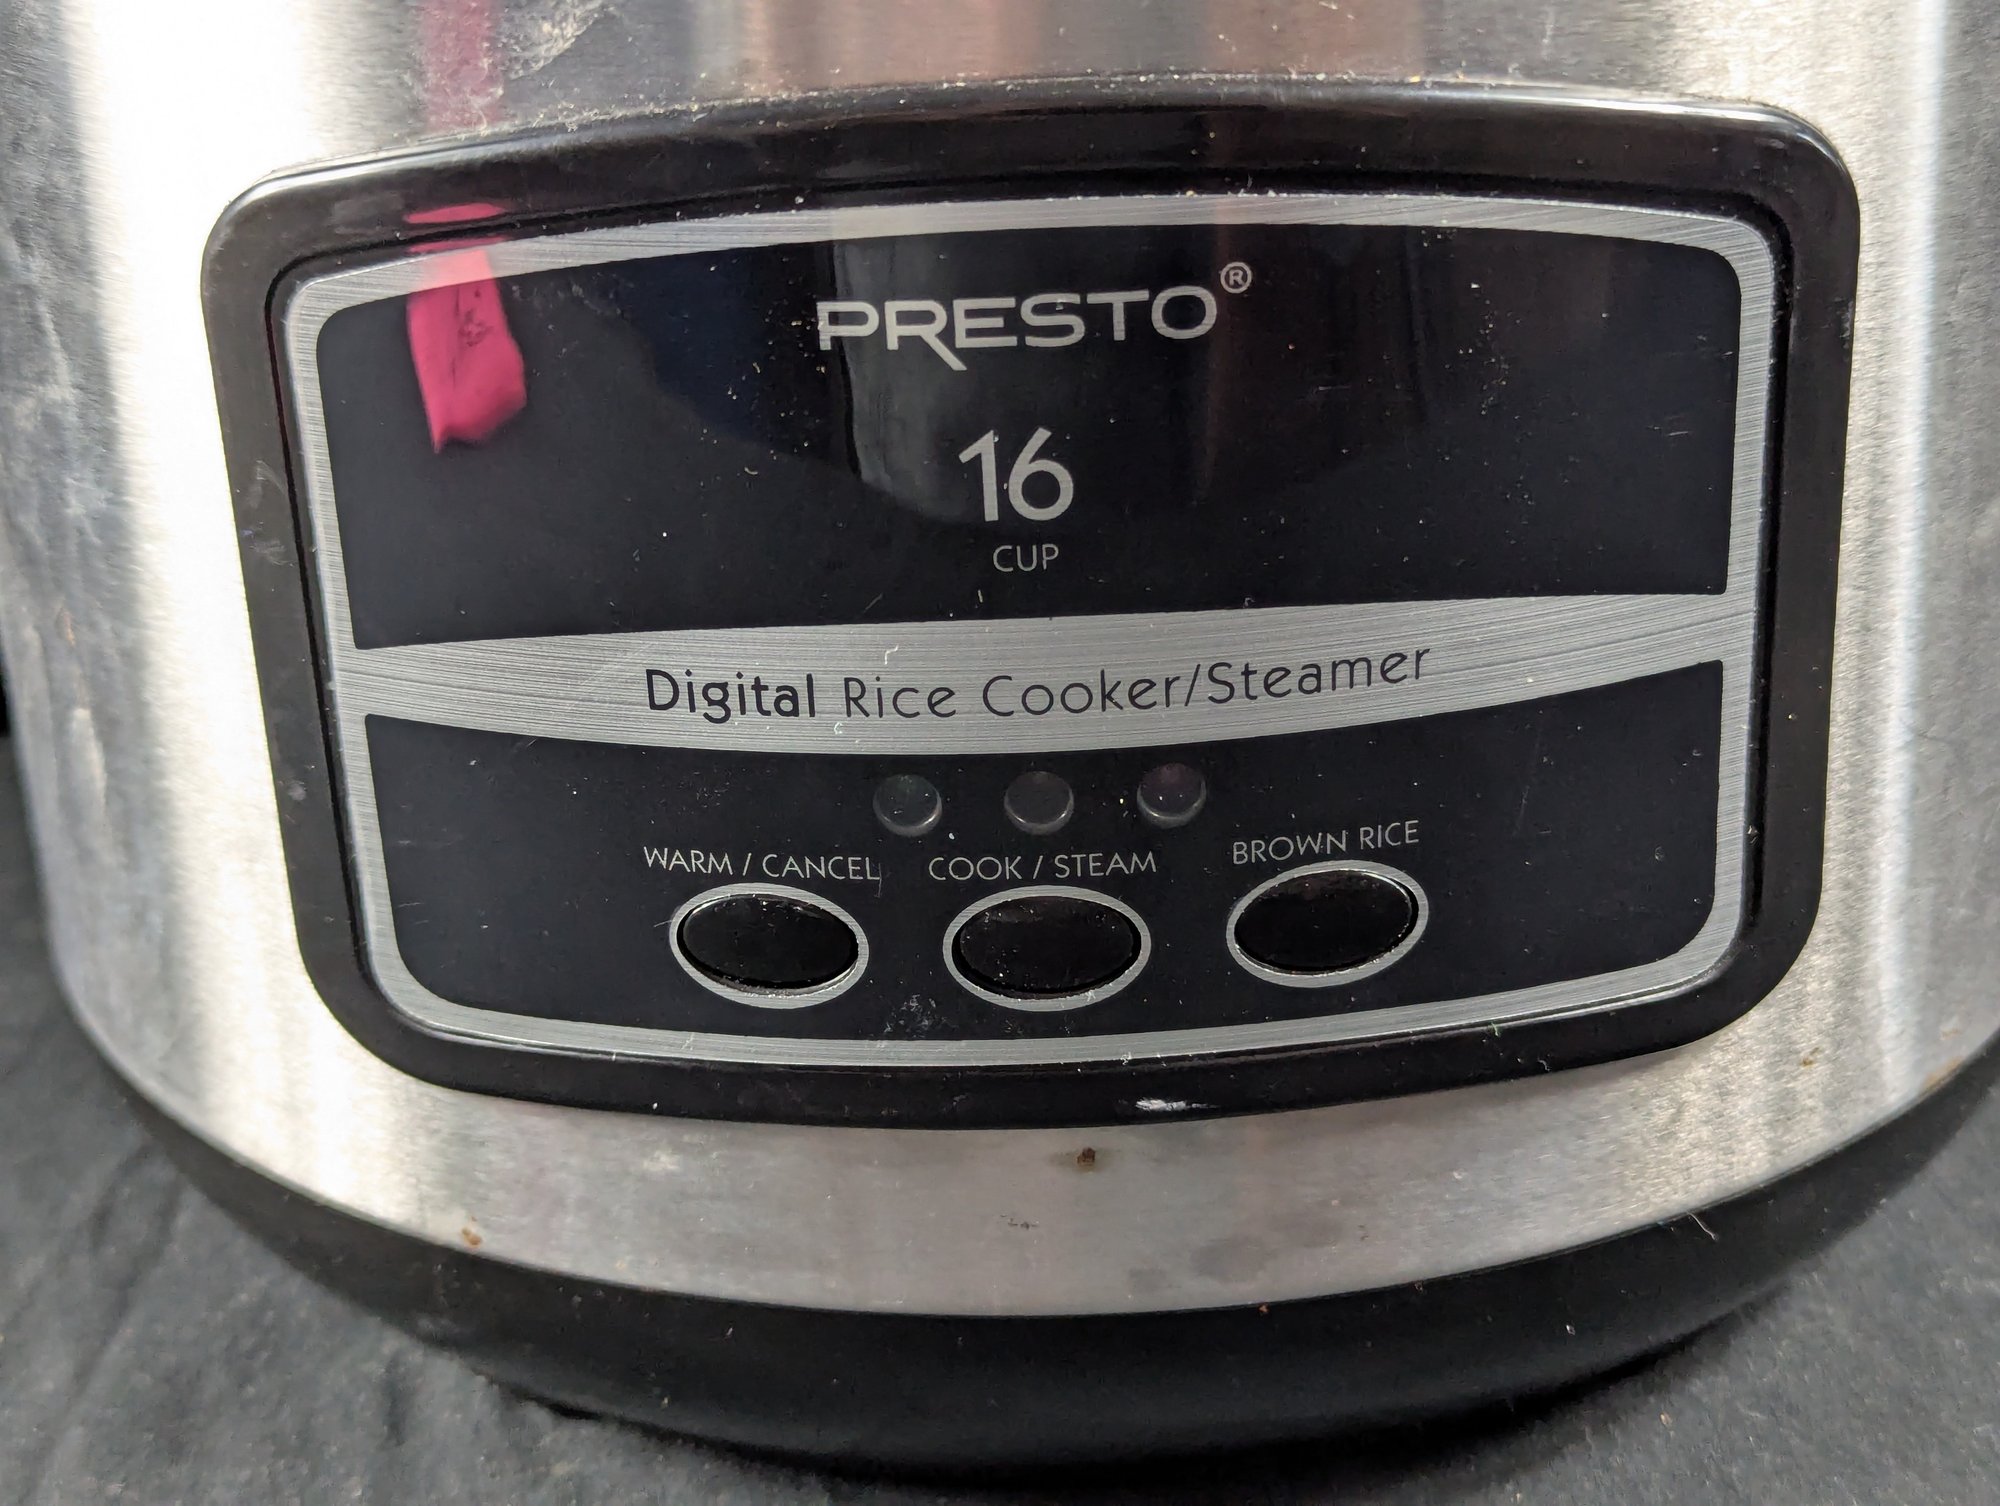 PRESTO®
16
CUP
Digital Rice Cooker/Steamer
WARM / CANCEL COOK / STEAM BROWN RICE